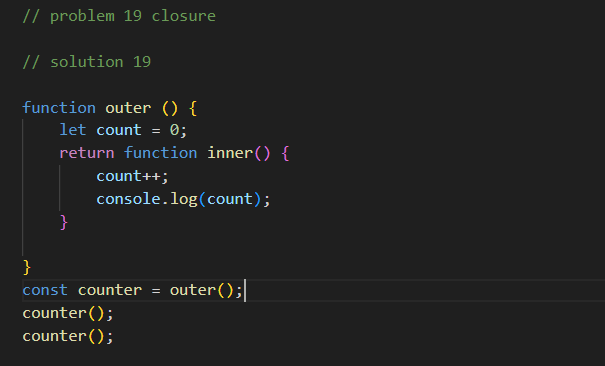 // problem 19 closure
// solution 19
function outer () {
let count = 0;
return function inner() {
count++;
console.log(count);
}
}
const counter = outer();
counter();
counter();